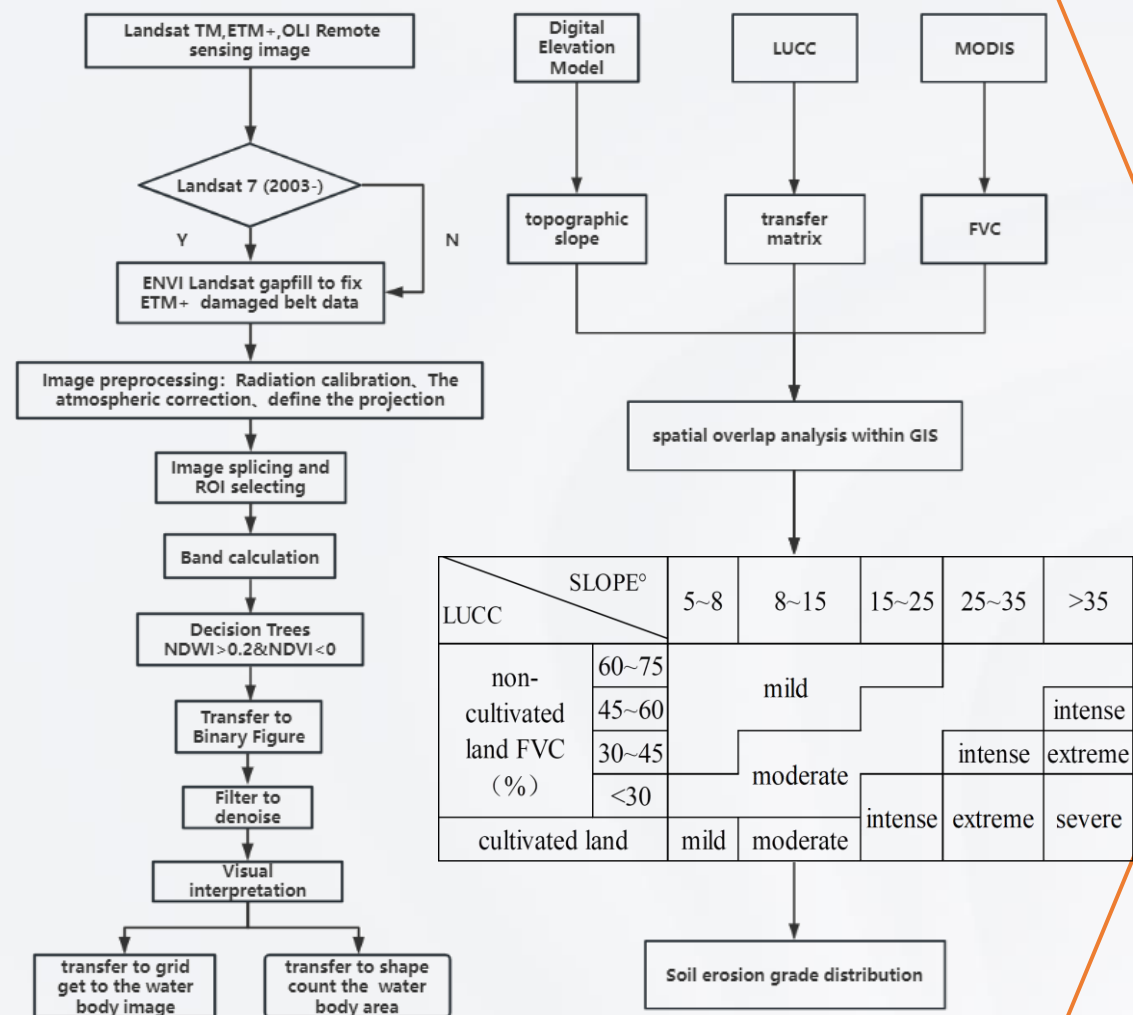 Landsat TM,ETM+,OLI Remote
sensing image
Landsat 7 (2003-)
Y
N
ENVI Landsat gapfill to fix
ETM+ damaged belt data
Image preprocessing: Radiation calibration、The
atmospheric correction、define the projection
Image splicing and
ROI selecting
Band calculation
Decision Trees
NDWI>0.2&NDVI<0
Transfer to
Binary Figure
Filter to
denoise
Visual
interpretation
transfer to grid
get to the water
body image
transfer to shape
count the water
body area
Digital
Elevation
Model
LUCC
MODIS
topographic
slope
transfer
matrix
FVC
spatial overlap analysis within GIS
SLOPE°
LUCC
5~8
8~15
15~25
25~35
>35
non-
cultivated
land FVC
（%）
60~75
45~60
30~45
<30
mild
intense
moderate
intense
extreme
intense
extreme
severe
cultivated land
mild
moderate
Soil erosion grade distribution